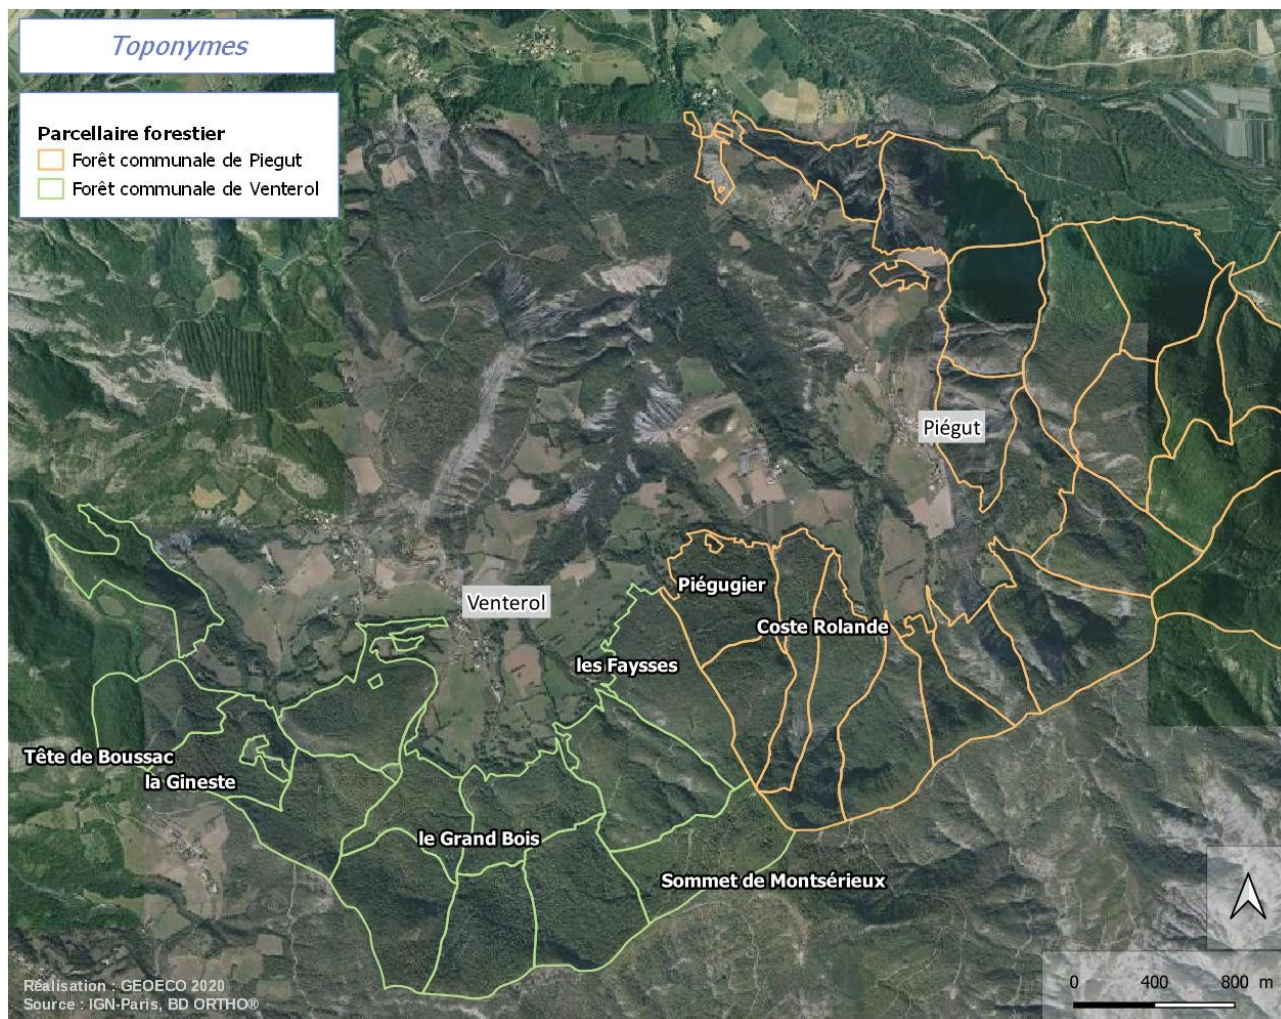 Toponymes
Parcellaire forestier
Forêt communale de Piegut
Forêt communale de Venterol
Piégut
Piégugier
Venterol
Coste Rolande
les Faysses
Tête de Boussac
la Gineste
le Grand Bois
Sommet de Montsérieux
0 400 800 m
Réalisation : GEOECO 2020
Source : IGN-Paris, BD ORTHO®